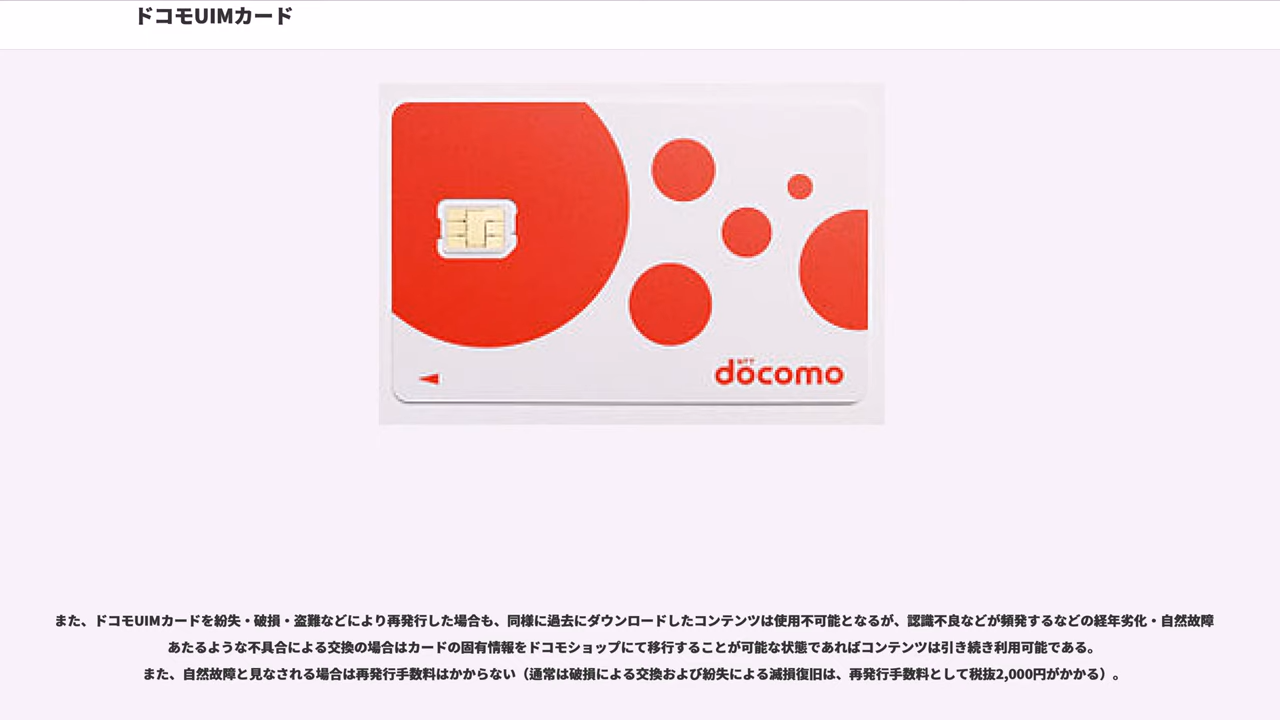 ドコモUIMカード
NTT
docomo
また、ドコモUIMカードを紛失・破損・盗難などにより再発行した場合も、同様に過去にダウンロードしたコンテンツは使用不可能となるが、認識不良などが頻発するなどの経年劣化・自然故障
あたるような不具合による交換の場合はカードの固有情報をドコモショップにて移行することが可能な状態であればコンテンツは引き続き利用可能である。
また、自然故障と見なされる場合は再発行手数料はかからない（通常は破損による交換および紛失による滅損復旧は、再発行手数料として税抜2,000円がかかる）。